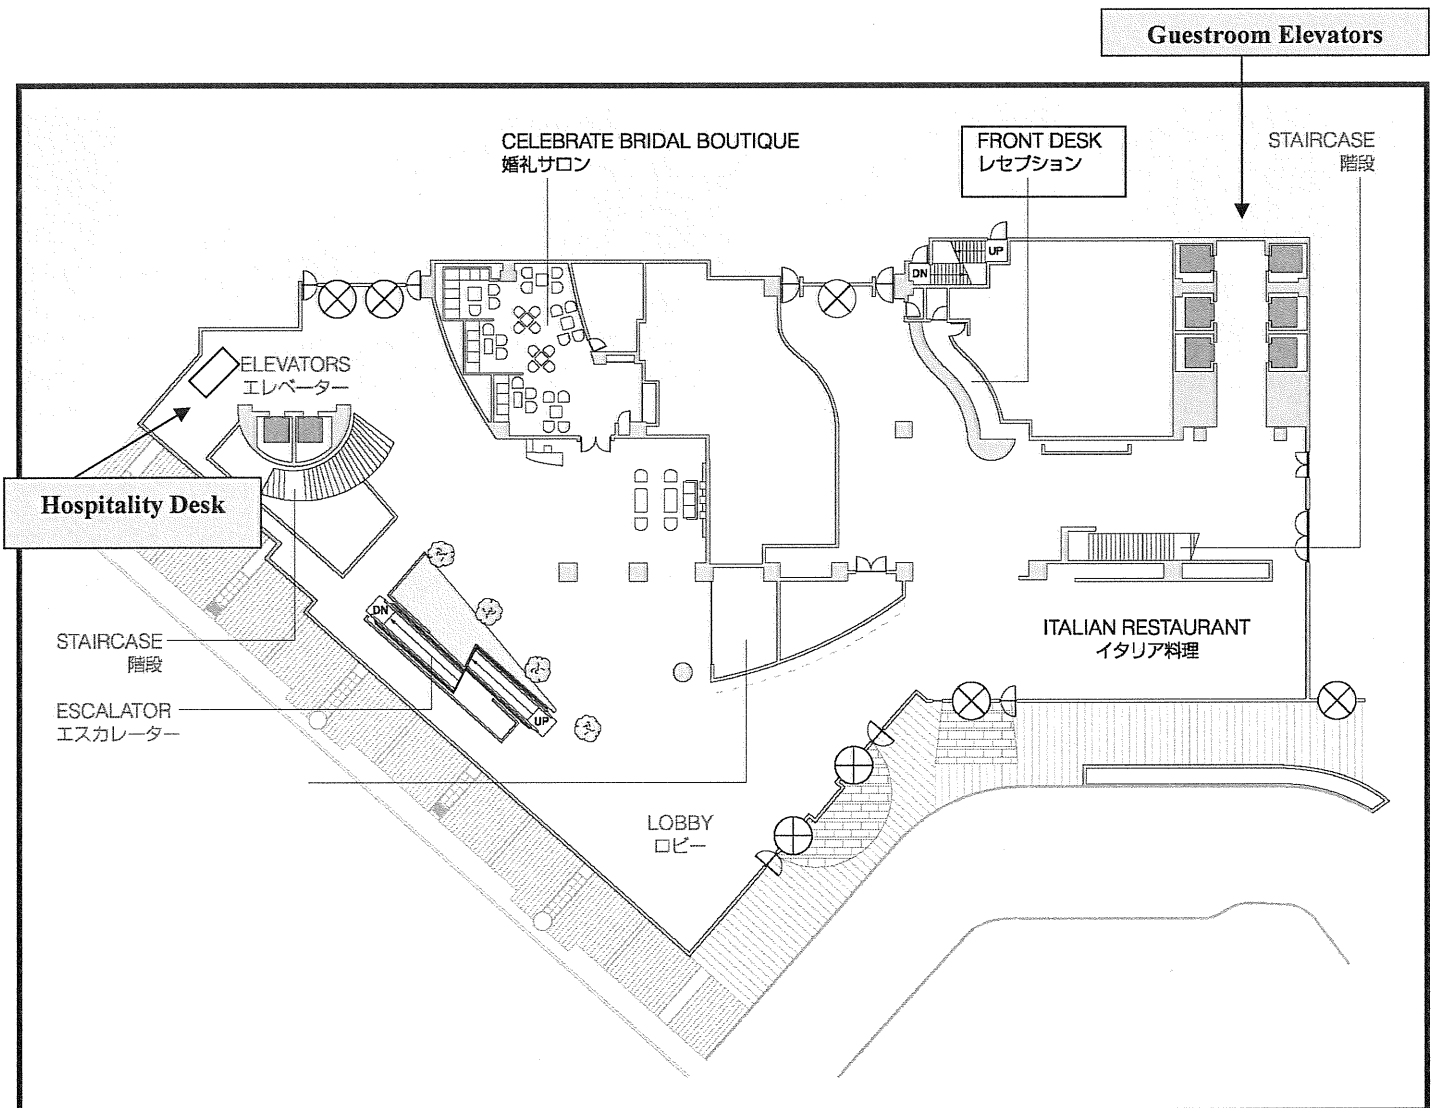 Guestroom Elevators
CELEBRATE BRIDAL BOUTIQUE
婚礼サロン
FRONT DESK
レセプション
STAIRCASE
階段
UP
DN
ELEVATORS
エレベーター
Hospitality Desk
DN
STAIRCASE
階段
ITALIAN RESTAURANT
イタリア料理
ESCALATOR
エスカレーター
UP
LOBBY
ロビー